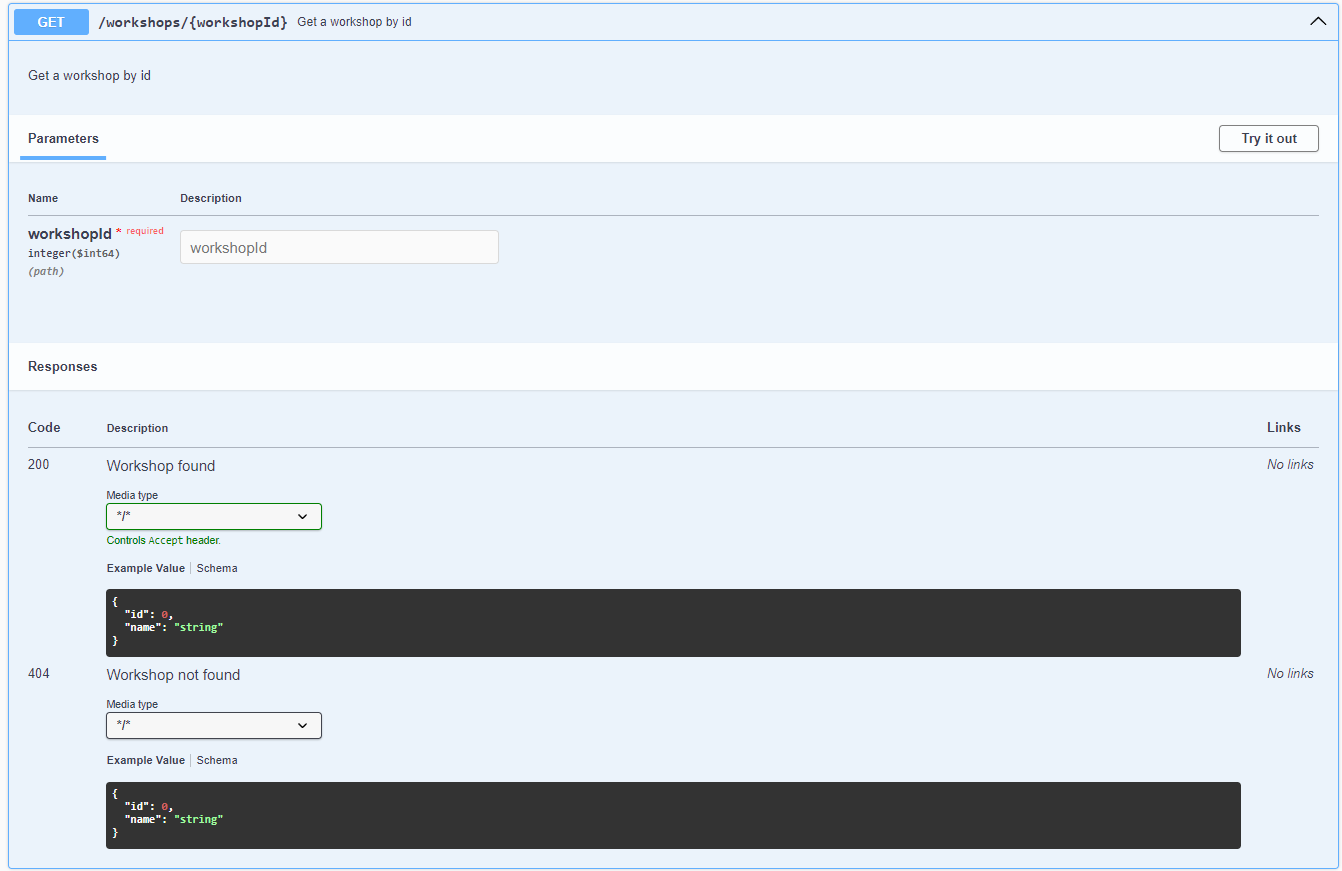 GET /workshops/{workshopId} Get a workshop by id
Get a workshop by id
Parameters
Try it out
Name Description
workshopId * required
integer($int64)
(path)
workshopId
Responses
Code Description Links
200 Workshop found No links
Media type
*/*
Controls Accept header.
Example Value Schema
{
"id": 0,
"name": "string"
}
404 Workshop not found No links
Media type
*/*
Example Value Schema
{
"id": 0,
"name": "string"
}